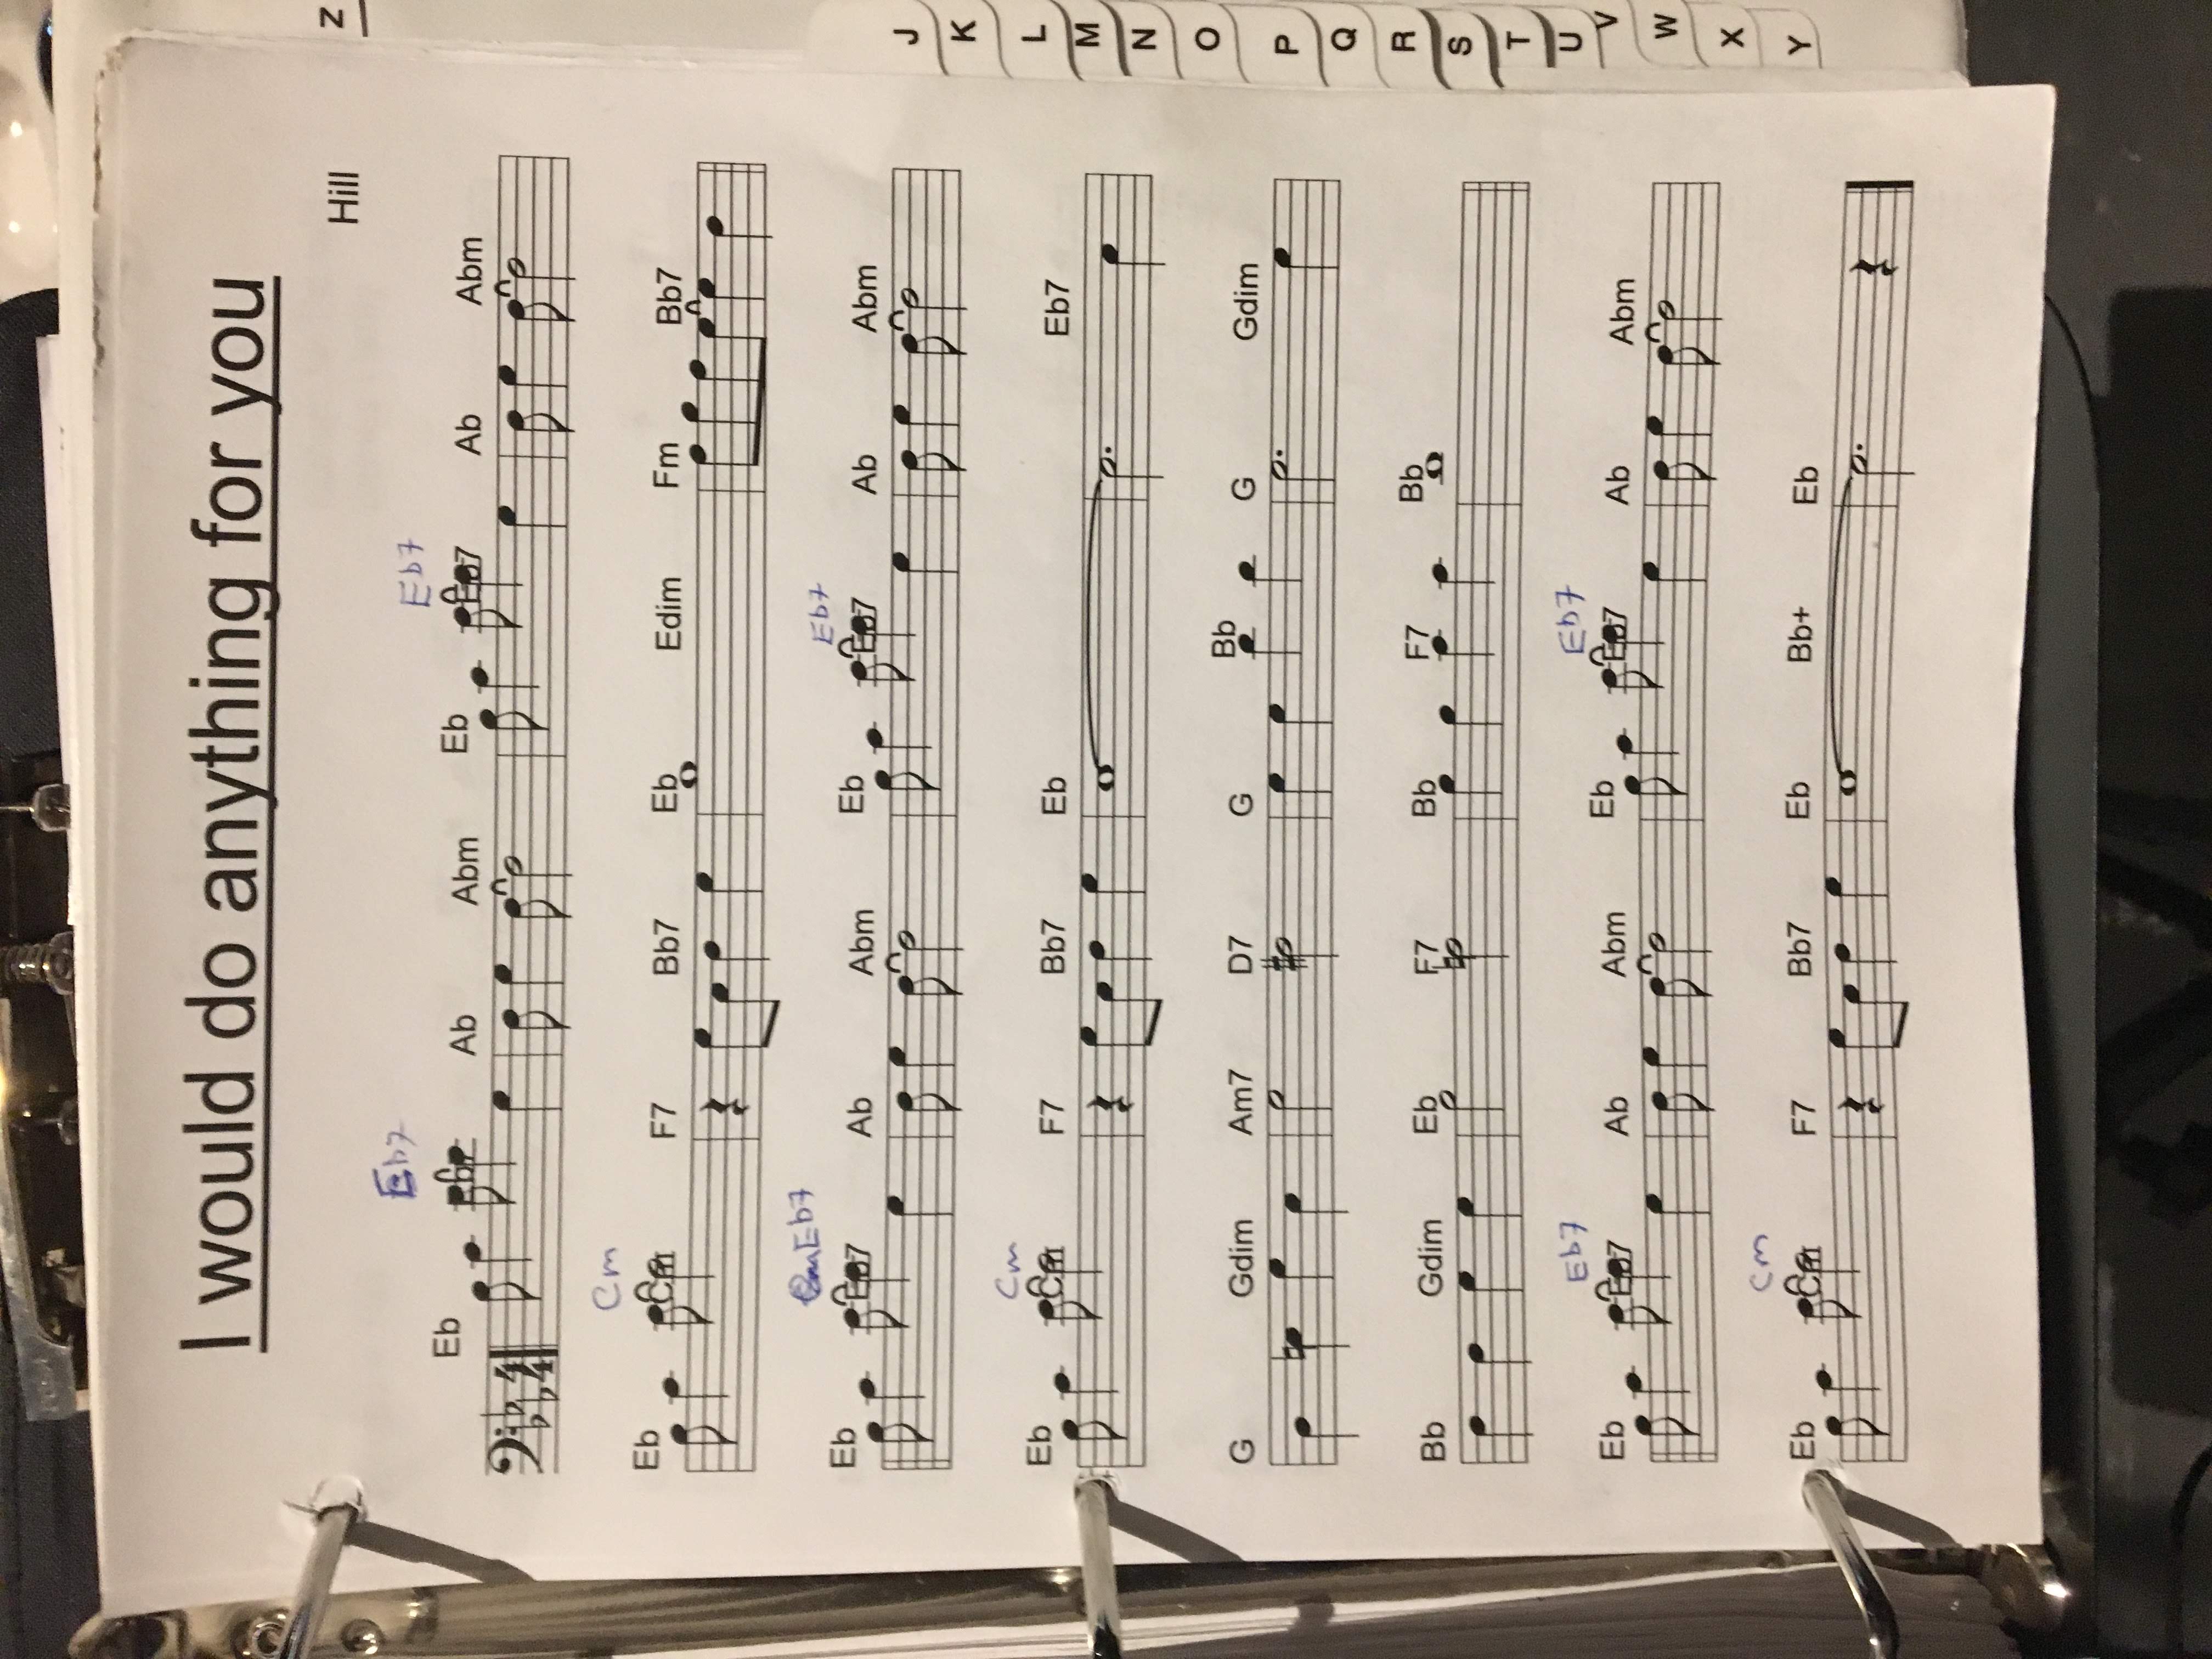 I would do anything for you
Hill
Z
Eb7 Eb7
Eb b7 Ab Abm Eb Eb7 Ab Abm
4/4
Cm
Eb Cm F7 Bb7 Eb Edim Fm Bb7
Eb7 Eb7
Eb Eb7 Ab Abm Eb Eb7 Ab Abm
Cm
Eb Cm F7 Bb7 Eb Eb7
G Gdim Am7 D7 G Bb G Gdim
Bb Gdim Eb F7 Bb F7 Bb
Eb7 Eb7
Eb Eb7 Ab Abm Eb Eb7 Ab Abm
Cm
Eb Cm F7 Bb7 Eb Bb+ Eb
J
K
L
M
N
O
P
Q
R
S
T
U
V
W
X
Y